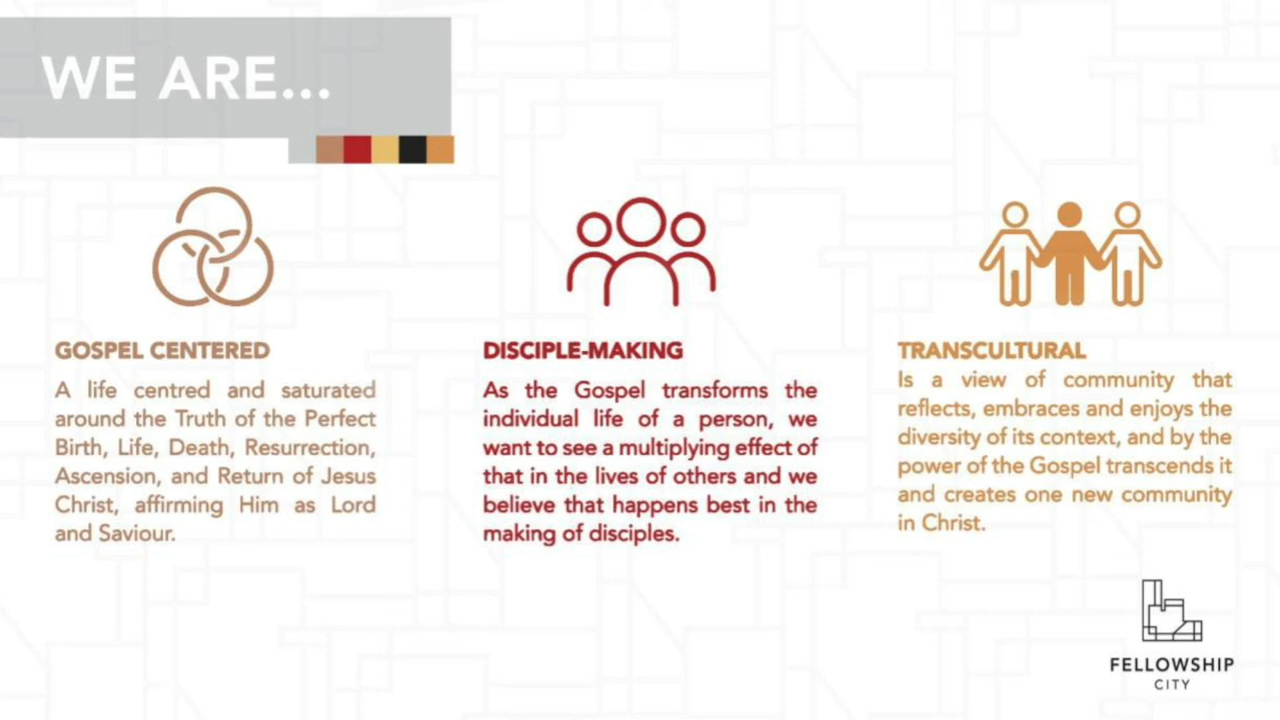 WE ARE...
GOSPEL CENTERED
A life centred and saturated
around the Truth of the Perfect
Birth, Life, Death, Resurrection,
Ascension, and Return of Jesus
Christ, affirming Him as Lord
and Saviour.
DISCIPLE-MAKING
As the Gospel transforms the
individual life of a person, we
want to see a multiplying effect of
that in the lives of others and we
believe that happens best in the
making of disciples.
TRANSCULTURAL
Is a view of community that
reflects, embraces and enjoys the
diversity of its context, and by the
power of the Gospel transcends it
and creates one new community
in Christ.
FELLOWSHIP
CITY